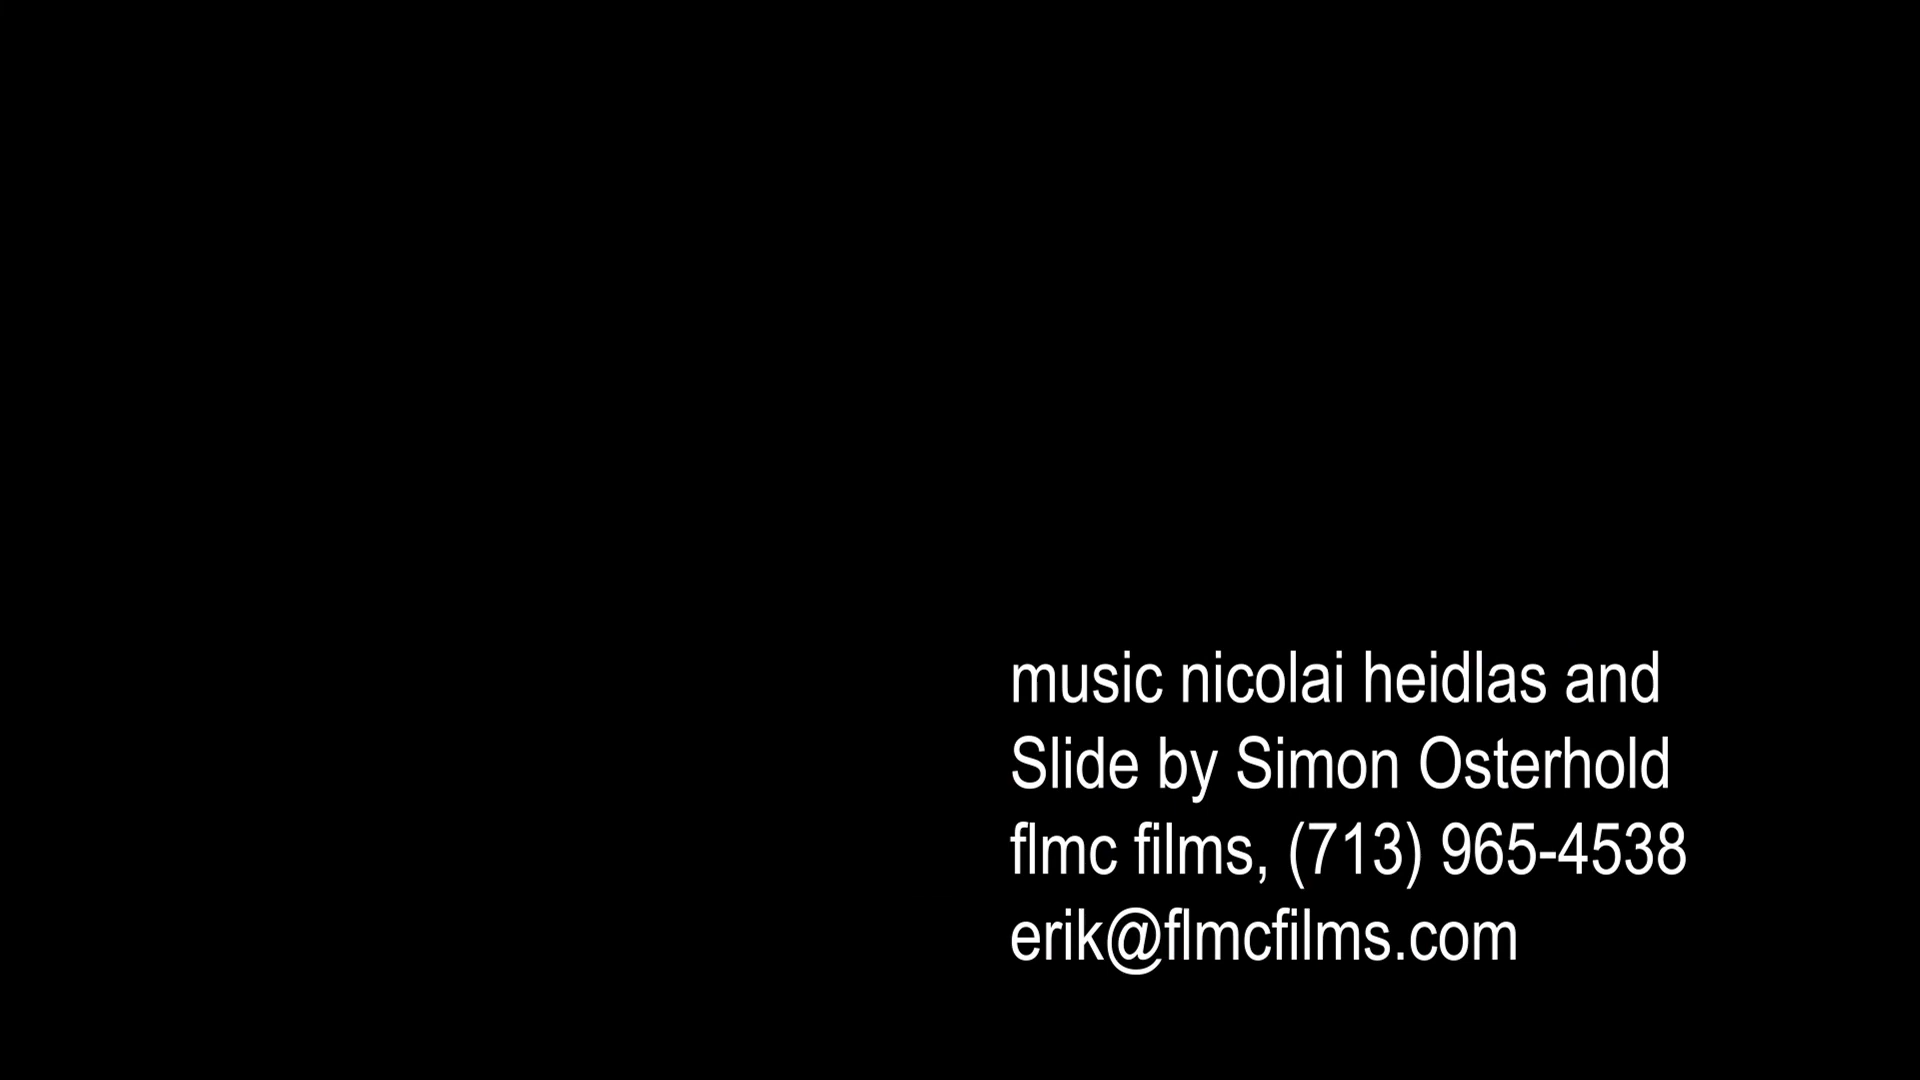 music nicolai heidlas and
Slide by Simon Osterhold
flmc films, (713) 965-4538
erik@flmcfilms.com